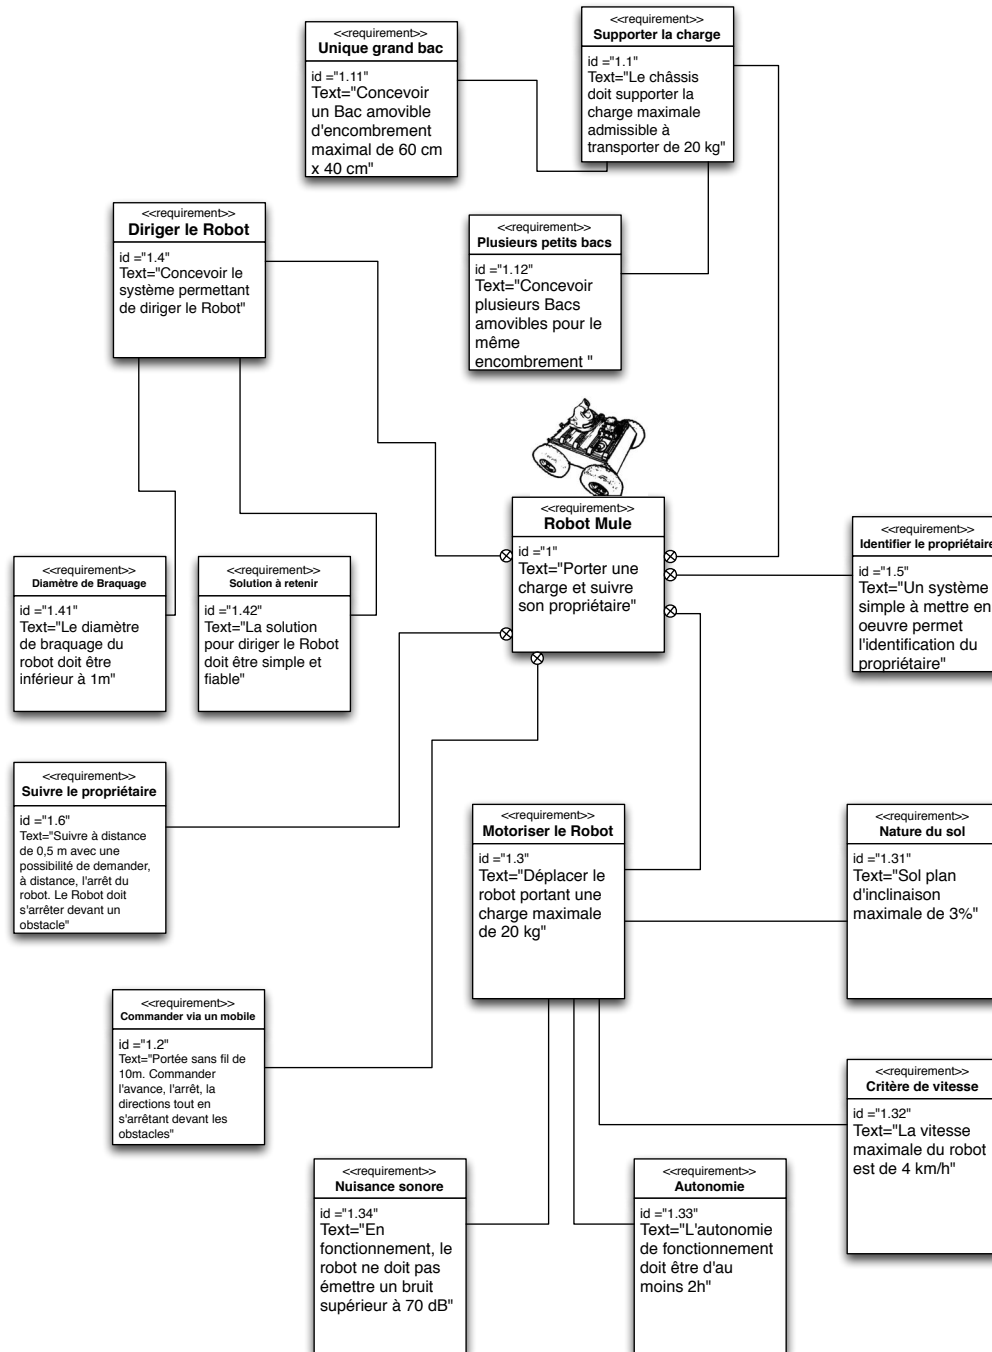 <<requirement>>
Unique grand bac
id ="1.11"
Text="Concevoir
un Bac amovible
d'encombrement
maximal de 60 cm
x 40 cm"
<<requirement>>
Supporter la charge
id ="1.1"
Text="Le châssis
doit supporter la
charge maximale
admissible à
transporter de 20 kg"
<<requirement>>
Diriger le Robot
id ="1.4"
Text="Concevoir le
système permettant
de diriger le Robot"
<<requirement>>
Plusieurs petits bacs
id ="1.12"
Text="Concevoir
plusieurs Bacs
amovibles pour le
même
encombrement "
<<requirement>>
Robot Mule
id ="1"
Text="Porter une
charge et suivre
son propriétaire"
<<requirement>>
Identifier le propriétaire
id ="1.5"
Text="Un système
simple à mettre en
oeuvre permet
l'identification du
propriétaire"
<<requirement>>
Diamètre de Braquage
id ="1.41"
Text="Le diamètre
de braquage du
robot doit être
inférieur à 1m"
<<requirement>>
Solution à retenir
id ="1.42"
Text="La solution
pour diriger le Robot
doit être simple et
fiable"
<<requirement>>
Suivre le propriétaire
id ="1.6"
Text="Suivre à distance
de 0,5 m avec une
possibilité de demander,
à distance, l'arrêt du
robot. Le Robot doit
s'arrêter devant un
obstacle"
<<requirement>>
Motoriser le Robot
id ="1.3"
Text="Déplacer le
robot portant une
charge maximale
de 20 kg"
<<requirement>>
Nature du sol
id ="1.31"
Text="Sol plan
d'inclinaison
maximale de 3%"
<<requirement>>
Commander via un mobile
id ="1.2"
Text="Portée sans fil de
10m. Commander
l'avance, l'arrêt, la
directions tout en
s'arrêtant devant les
obstacles"
<<requirement>>
Critère de vitesse
id ="1.32"
Text="La vitesse
maximale du robot
est de 4 km/h"
<<requirement>>
Nuisance sonore
id ="1.34"
Text="En
fonctionnement, le
robot ne doit pas
émettre un bruit
supérieur à 70 dB"
<<requirement>>
Autonomie
id ="1.33"
Text="L'autonomie
de fonctionnement
doit être d'au
moins 2h"